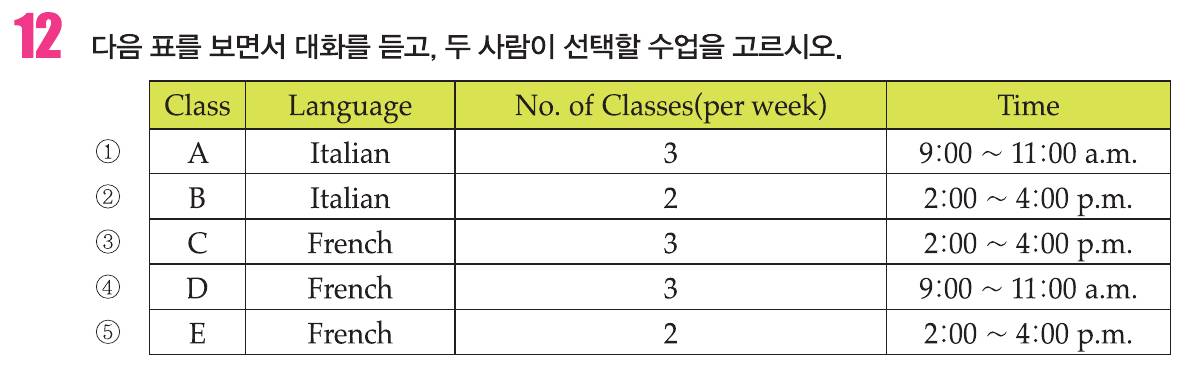 12 다음 표를 보면서 대화를 듣고, 두 사람이 선택할 수업을 고르시오.
Class Language No. of Classes(per week) Time
① A Italian 3 9:00 ~ 11:00 a.m.
② B Italian 2 2:00 ~ 4:00 p.m.
③ C French 3 2:00 ~ 4:00 p.m.
④ D French 3 9:00 ~ 11:00 a.m.
⑤ E French 2 2:00 ~ 4:00 p.m.